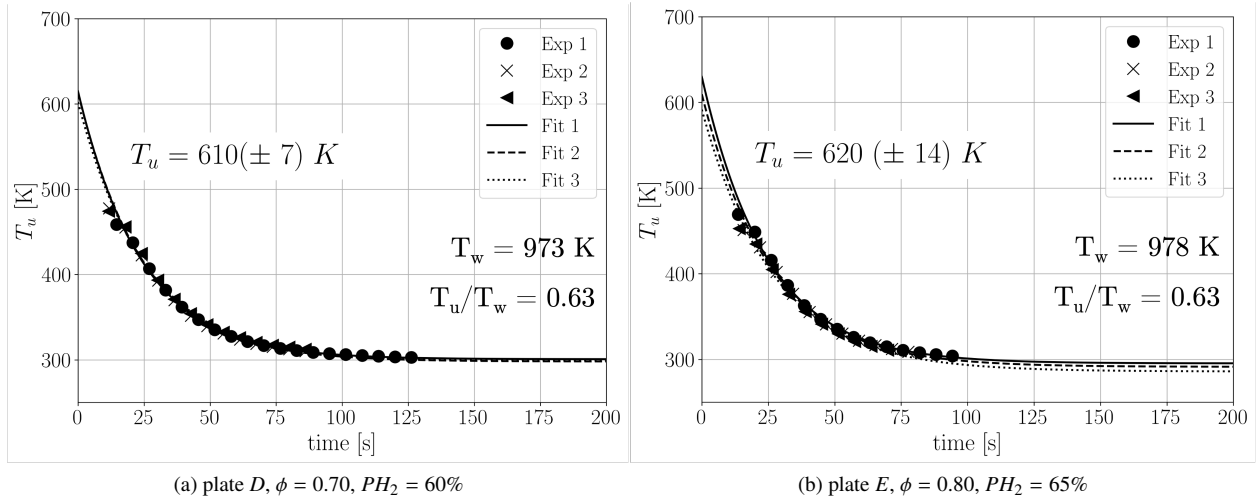 700
600
500
400
300
T_u [K]
0 25 50 75 100 125 150 175 200
time [s]
Exp 1
Exp 2
Exp 3
Fit 1
Fit 2
Fit 3
T_u = 610(± 7) K
T_w = 973 K
T_u/T_w = 0.63
(a) plate D, ϕ = 0.70, PH_2 = 60%
700
600
500
400
300
T_u [K]
0 25 50 75 100 125 150 175 200
time [s]
Exp 1
Exp 2
Exp 3
Fit 1
Fit 2
Fit 3
T_u = 620 (± 14) K
T_w = 978 K
T_u/T_w = 0.63
(b) plate E, ϕ = 0.80, PH_2 = 65%